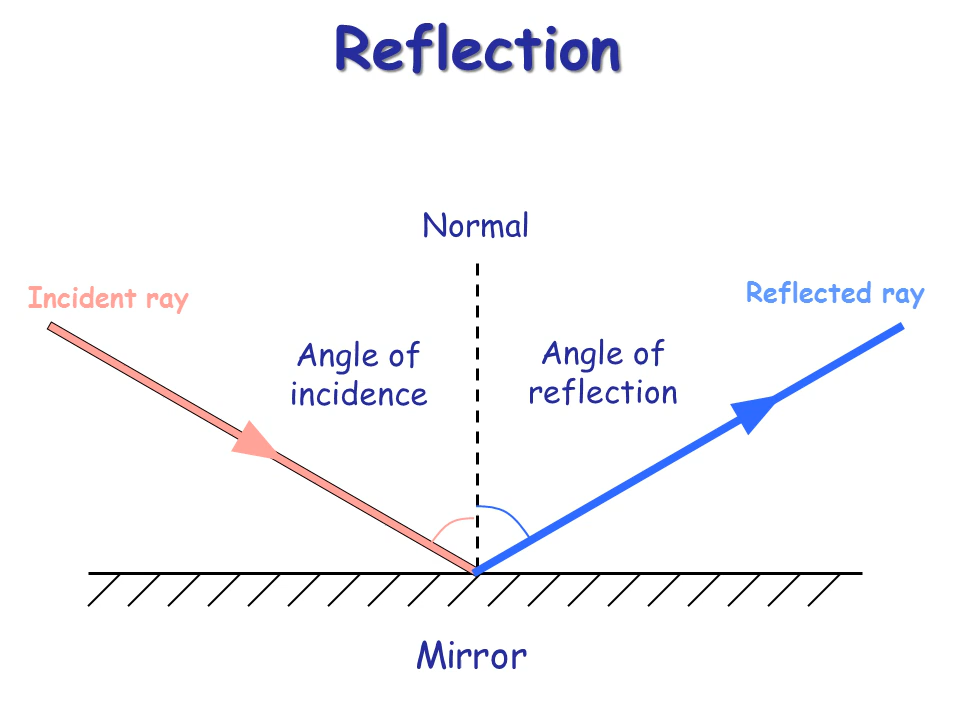 Reflection
Normal
Incident ray
Reflected ray
Angle of
incidence
Angle of
reflection
Mirror